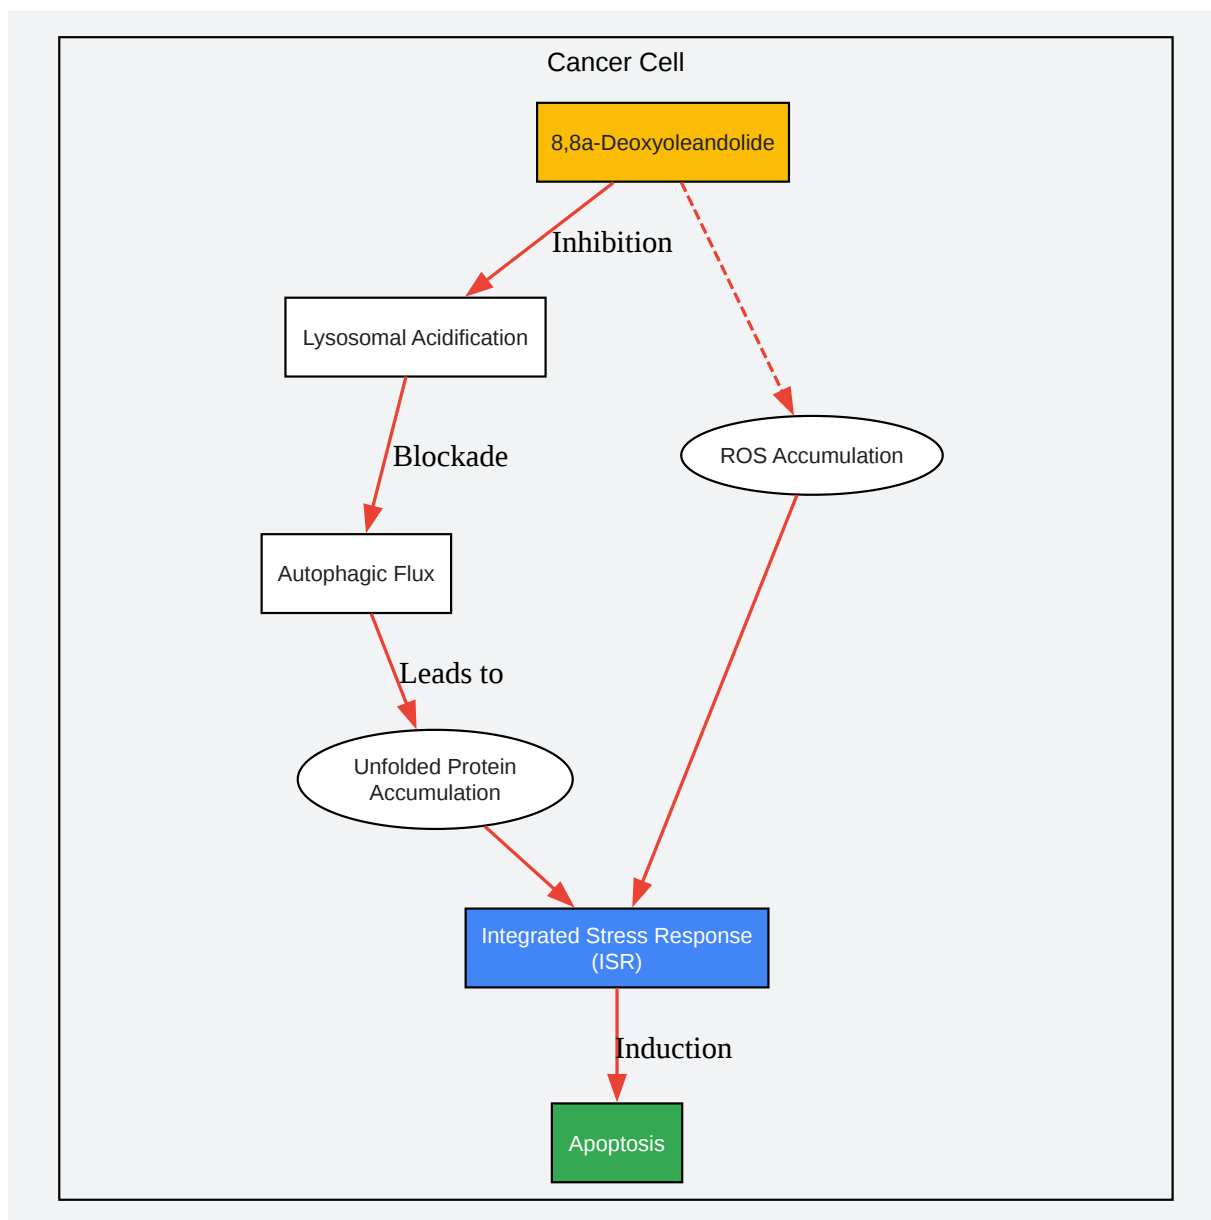 Cancer Cell
8,8a-Deoxyoleandolide
Inhibition
Lysosomal Acidification
Blockade
ROS Accumulation
Autophagic Flux
Leads to
Unfolded Protein
Accumulation
Integrated Stress Response
(ISR)
Induction
Apoptosis